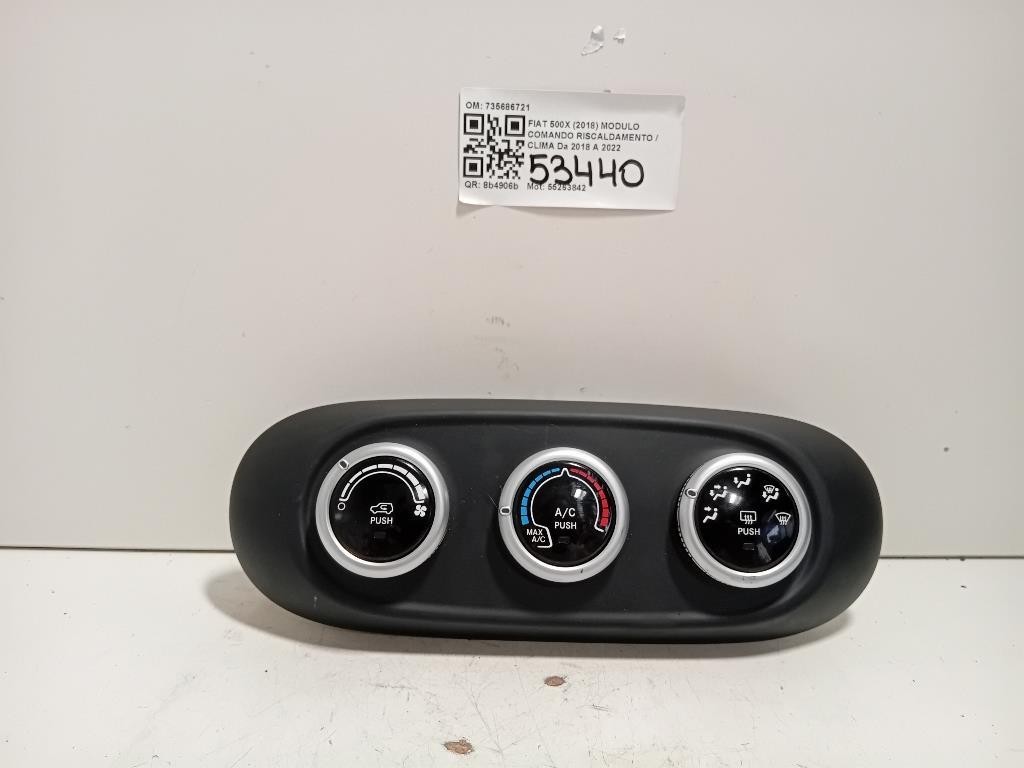 OM: 735686721
FIAT 500X (2018) MODULO
COMANDO RISCALDAMENTO /
CLIMA Da 2018 A 2022
53440
QR: 8b4906b Mot: 55263842
PUSH
A/C
PUSH
MAX
A/C
PUSH